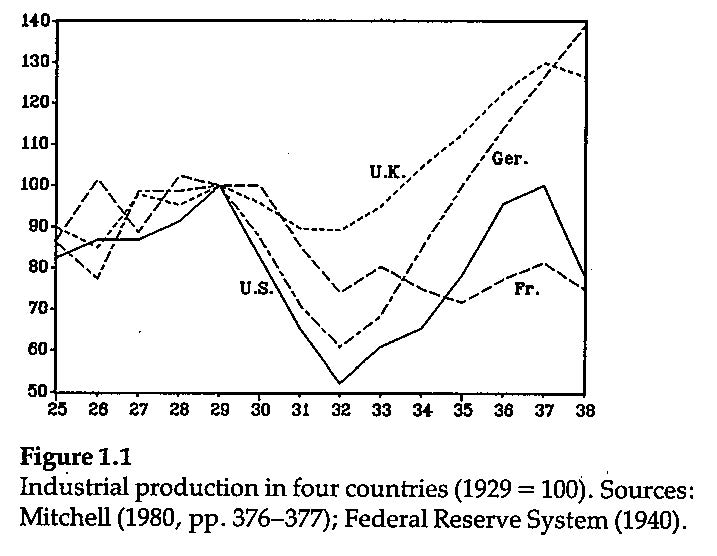 140
130
120
110
100
90
80
70
60
50
U.K.
Ger.
U.S.
Fr.
25 26 27 28 29 30 31 32 33 34 35 36 37 38
Figure 1.1
Industrial production in four countries (1929 = 100). Sources:
Mitchell (1980, pp. 376–377); Federal Reserve System (1940).